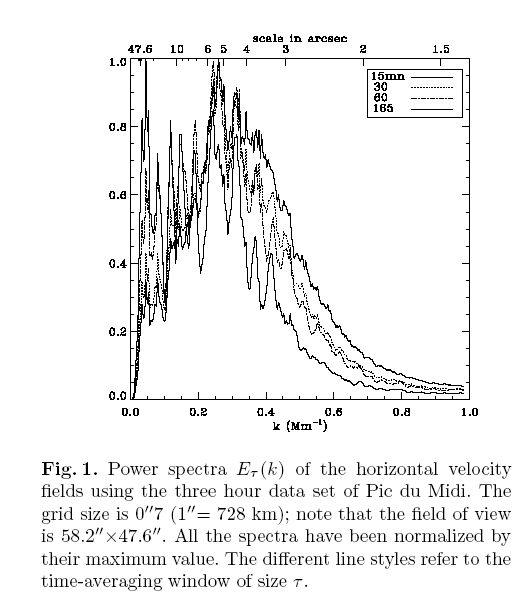 scale in arcsec
47.6 10 6 5 4 3 2 1.5
1.0
15mn
30
60
165
0.8
0.6
0.4
0.2
0.0
0.0 0.2 0.4 0.6 0.8 1.0
k (Mm⁻¹)
Fig. 1. Power spectra E_τ(k) of the horizontal velocity
fields using the three hour data set of Pic du Midi. The
grid size is 0″7 (1″= 728 km); note that the field of view
is 58.2″×47.6″. All the spectra have been normalized by
their maximum value. The different line styles refer to the
time-averaging window of size τ.